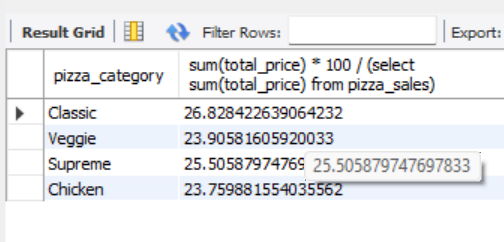 Result Grid Filter Rows: Export:
pizza_category sum(total_price) * 100 / (select
sum(total_price) from pizza_sales)
Classic 26.828422639064232
Veggie 23.90581605920033
Supreme 25.50587974769 25.505879747697833
Chicken 23.759881554035562